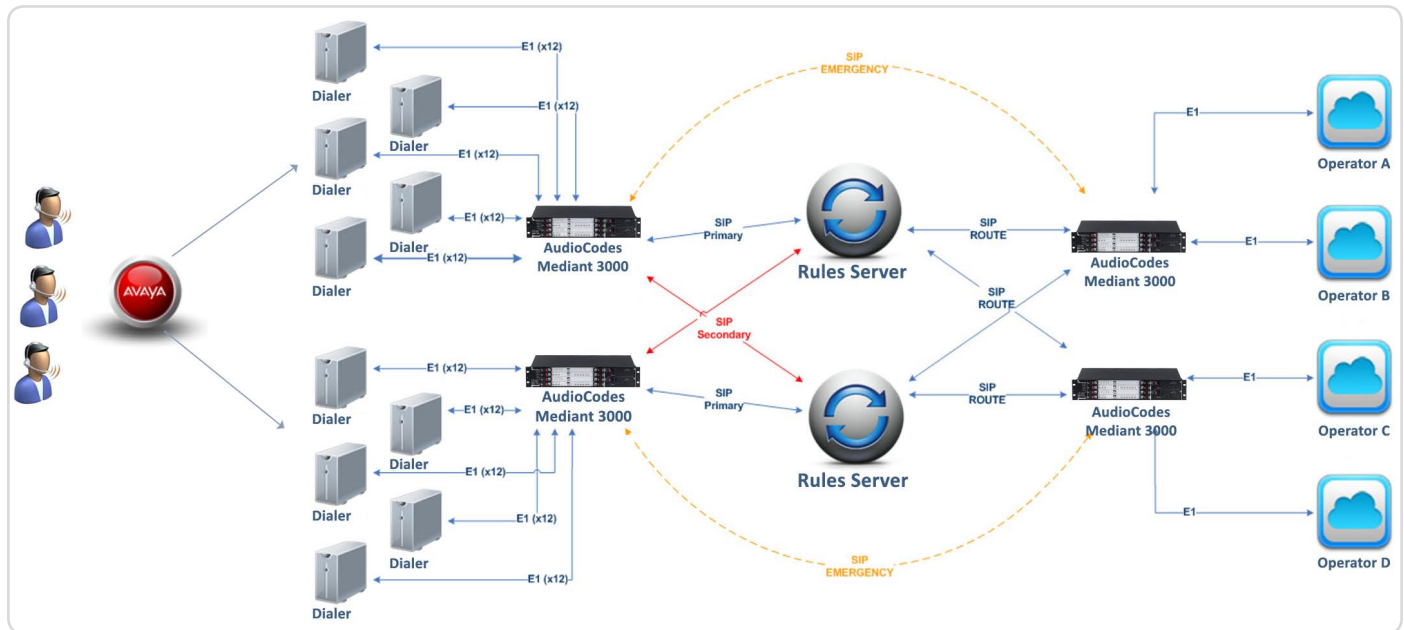 E1 (x12)
SIP
EMERGENCY
Dialer
E1 (x12)
E1
Dialer
Operator A
E1 (x12)
Dialer
E1 (x12)
Dialer
SIP
Primary
SIP
ROUTE
E1
AudioCodes
Mediant 3000
E1 (x12)
Rules Server
AudioCodes
Mediant 3000
Operator B
Dialer
AVAYA
SIP
ROUTE
SIP
Secondary
E1 (x12)
SIP
ROUTE
E1
AudioCodes
Mediant 3000
SIP
Primary
E1 (x12)
Dialer
AudioCodes
Mediant 3000
Operator C
Dialer
E1 (x12)
Rules Server
Dialer
E1 (x12)
E1
Dialer
SIP
EMERGENCY
Operator D
E1 (x12)
Dialer